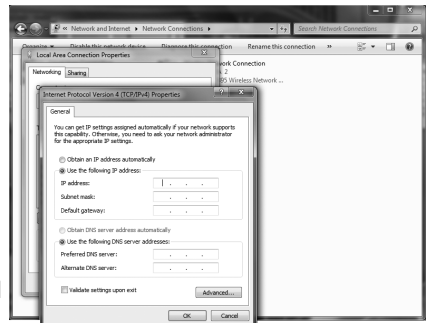 « Network and Internet ▸ Network Connections ▸
Search Network Connections
Organize ▾ Disable this network device Diagnose this connection Rename this connection »
Local Area Connection Properties
Networking Sharing
Internet Protocol Version 4 (TCP/IPv4) Properties
General
You can get IP settings assigned automatically if your network supports
this capability. Otherwise, you need to ask your network administrator
for the appropriate IP settings.
Obtain an IP address automatically
Use the following IP address:
IP address:
Subnet mask:
Default gateway:
Obtain DNS server address automatically
Use the following DNS server addresses:
Preferred DNS server:
Alternate DNS server:
Validate settings upon exit
Advanced...
OK Cancel
work Connection
k 2
95 Wireless Network ...